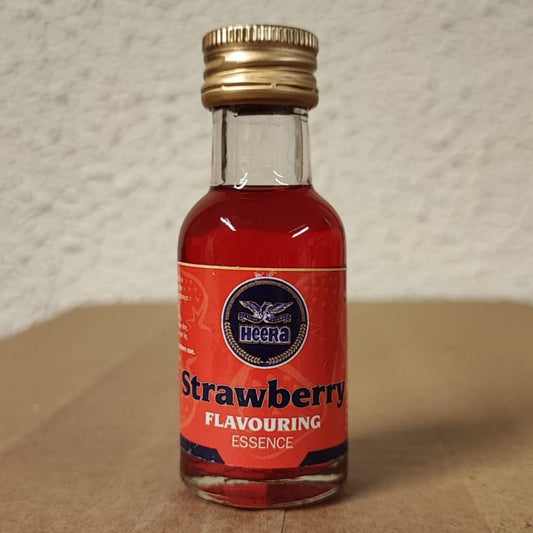 Heera
Strawberry
FLAVOURING
ESSENCE